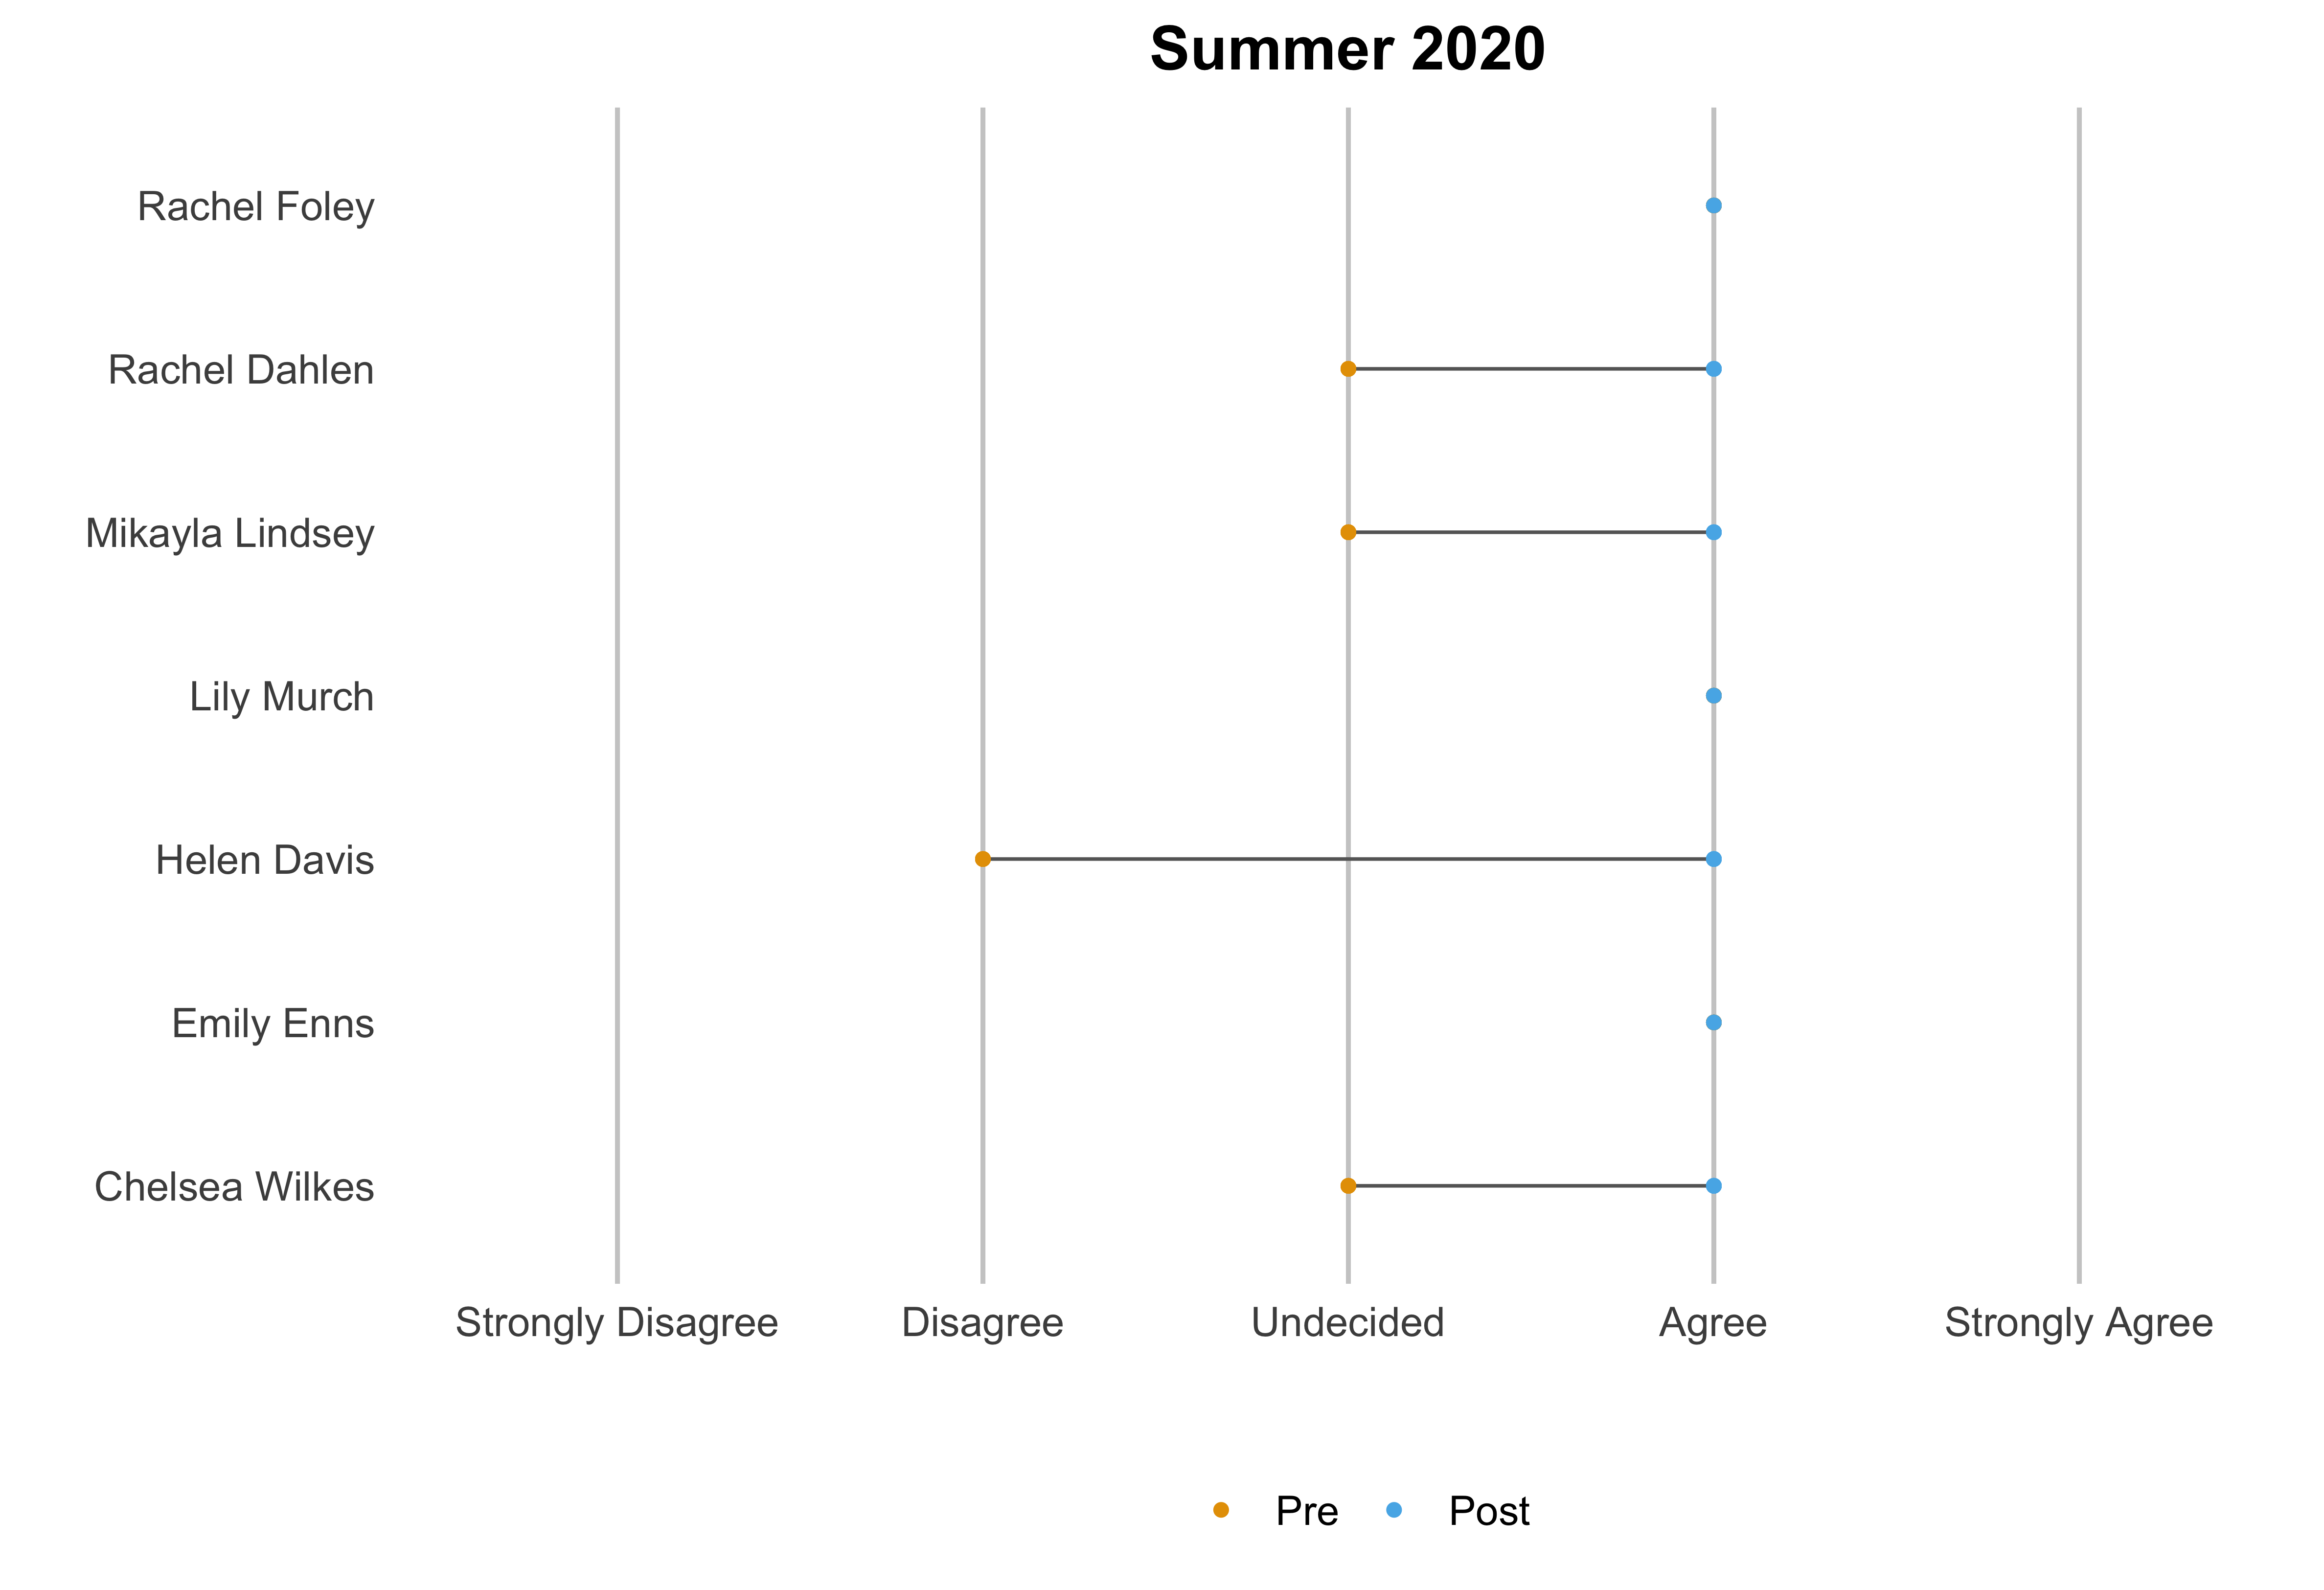 Summer 2020
Rachel Foley
Rachel Dahlen
Mikayla Lindsey
Lily Murch
Helen Davis
Emily Enns
Chelsea Wilkes
Strongly Disagree Disagree Undecided Agree Strongly Agree
Pre Post